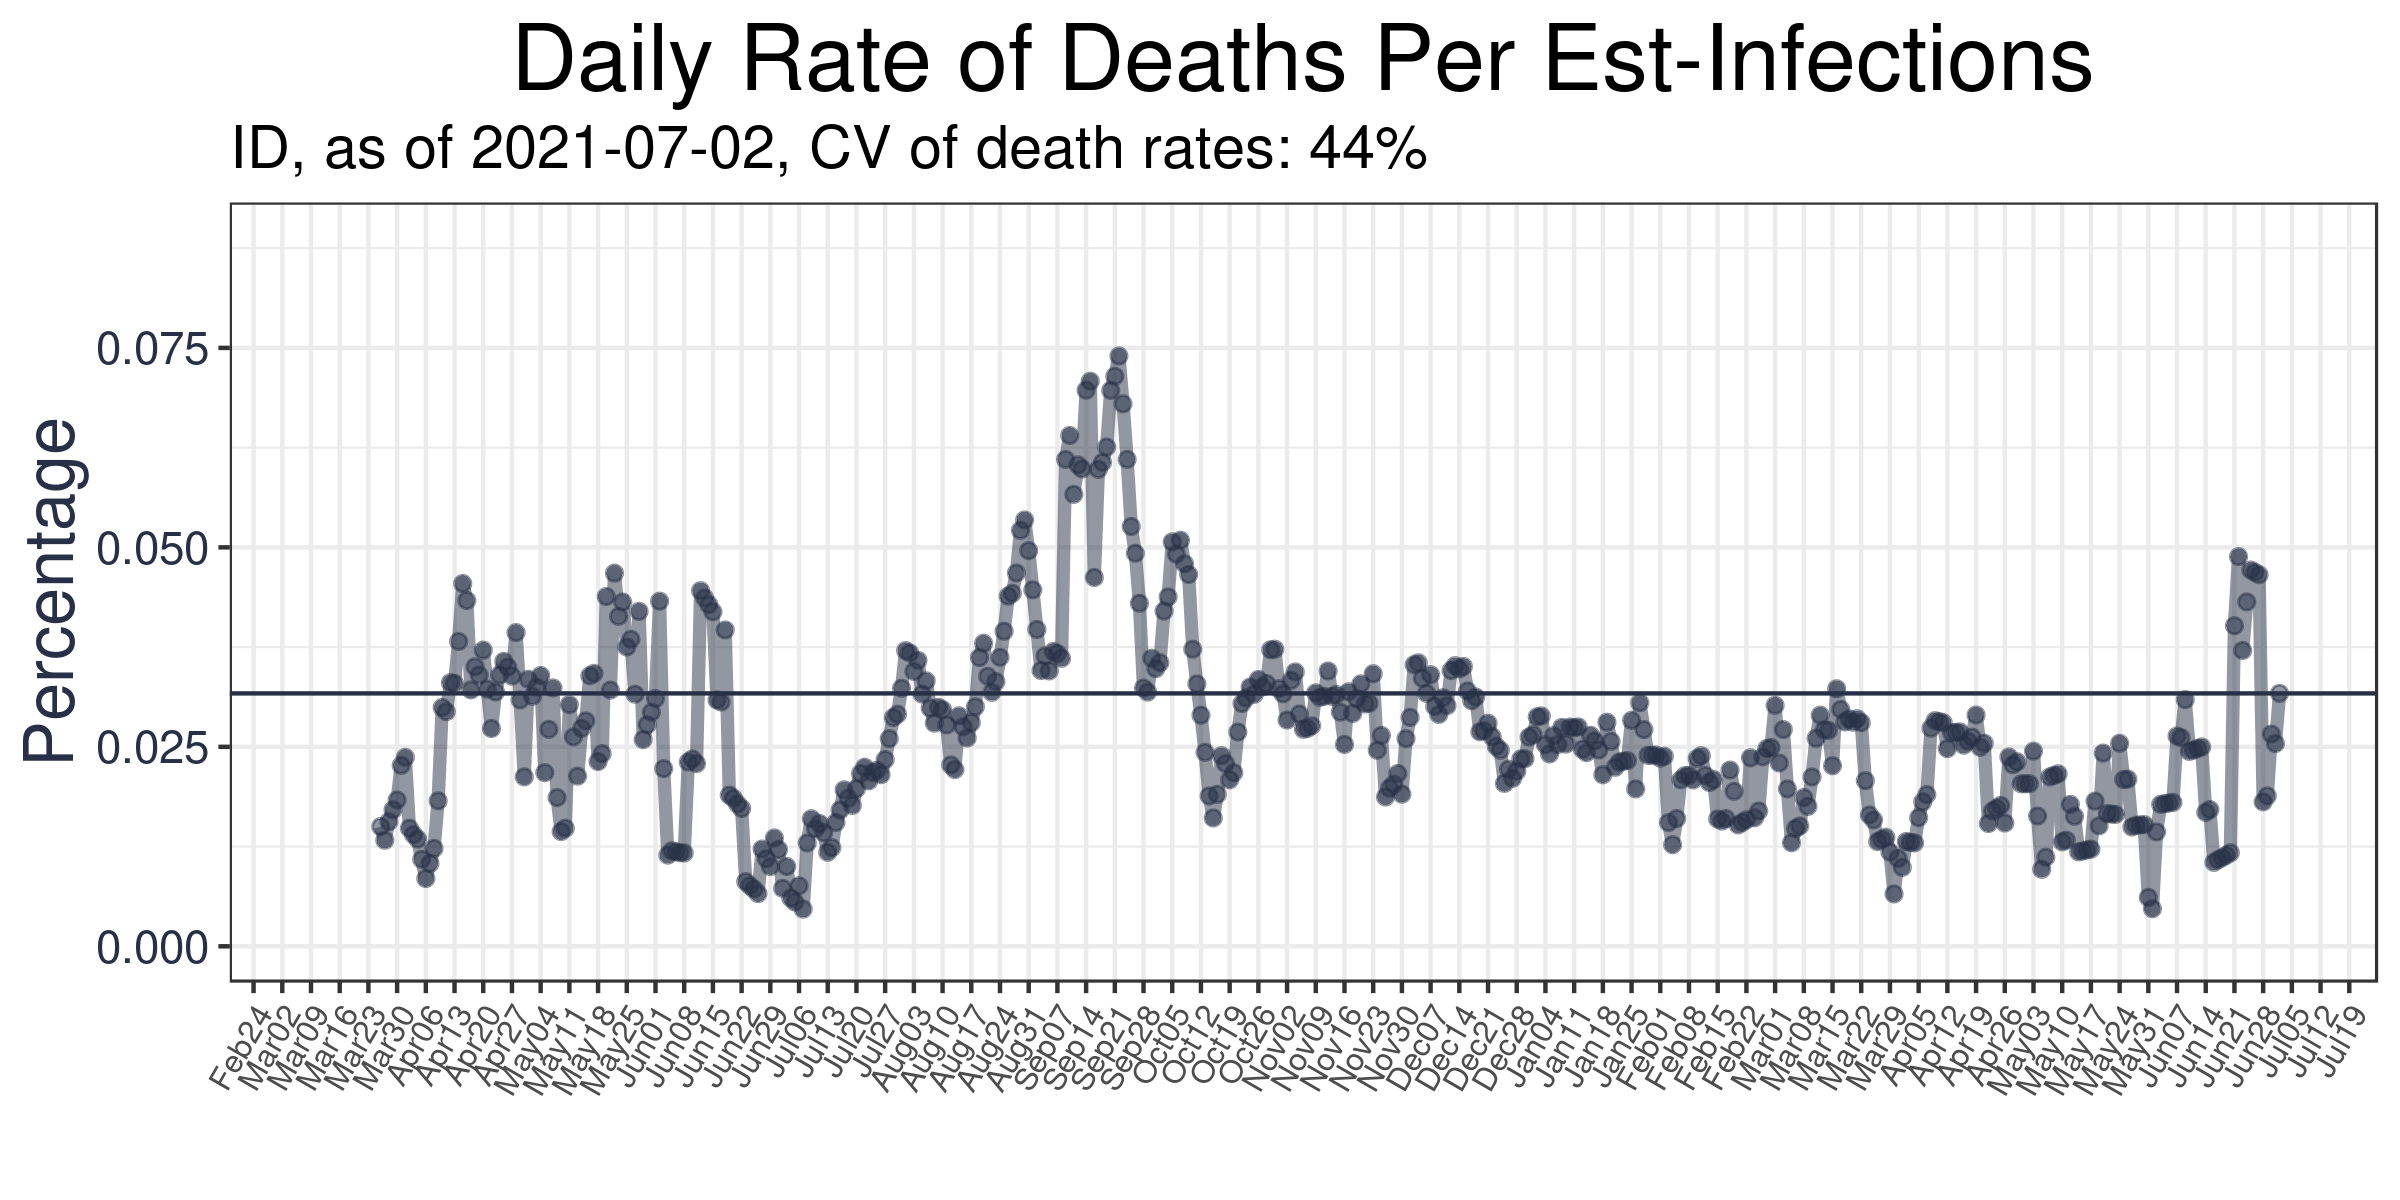 Daily Rate of Deaths Per Est-Infections
ID, as of 2021-07-02, CV of death rates: 44%
Percentage
0.075
0.050
0.025
0.000
Feb24
Mar02
Mar09
Mar16
Mar23
Mar30
Apr06
Apr13
Apr20
Apr27
May04
May11
May18
May25
Jun01
Jun08
Jun15
Jun22
Jun29
Jul06
Jul13
Jul20
Jul27
Aug03
Aug10
Aug17
Aug24
Aug31
Sep07
Sep14
Sep21
Sep28
Oct05
Oct12
Oct19
Oct26
Nov02
Nov09
Nov16
Nov23
Nov30
Dec07
Dec14
Dec21
Dec28
Jan04
Jan11
Jan18
Jan25
Feb01
Feb08
Feb15
Feb22
Mar01
Mar08
Mar15
Mar22
Mar29
Apr05
Apr12
Apr19
Apr26
May03
May10
May17
May24
May31
Jun07
Jun14
Jun21
Jun28
Jul05
Jul12
Jul19